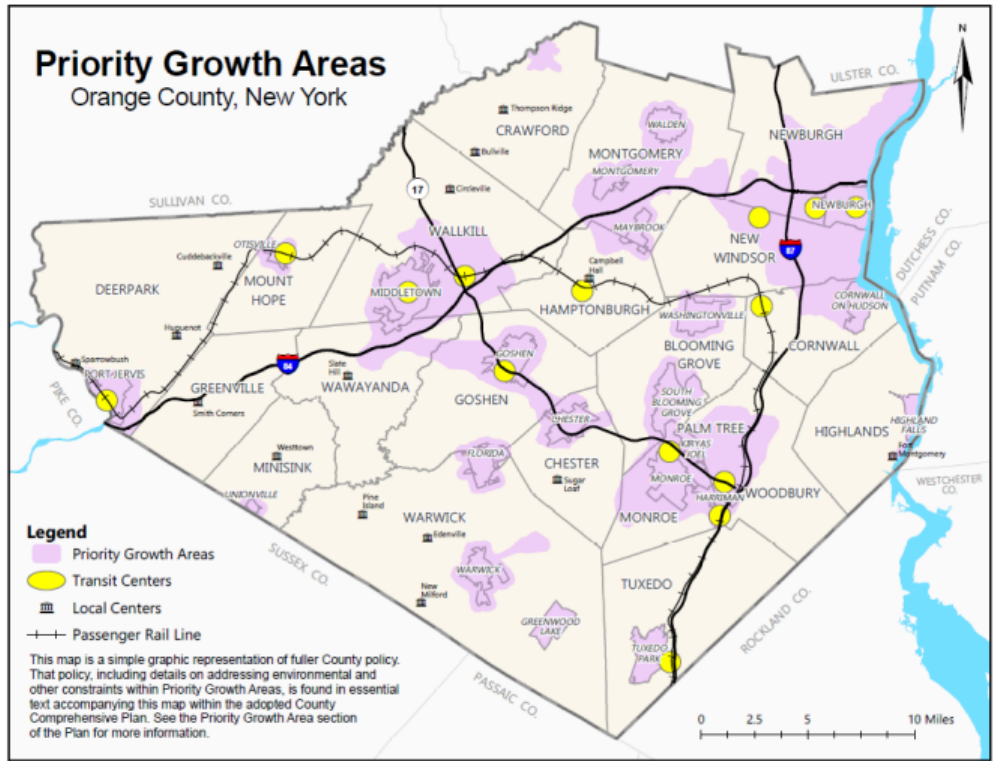 Priority Growth Areas
Orange County, New York
N
ULSTER CO.
Thompson Ridge
CRAWFORD
WALDEN
NEWBURGH
Bullville
MONTGOMERY
MONTGOMERY
17
Circleville
SULLIVAN CO.
NEWBURGH
WALLKILL
MAYBROOK
OTISVILLE
NEW
WINDSOR
87
DUTCHESS CO.
PUTNAM CO.
Cuddebackville
Campbell
Hall
MOUNT
HOPE
DEERPARK
MIDDLETOWN
HAMPTONBURGH
CORNWALL
ON HUDSON
WASHINGTONVILLE
Huguenot
BLOOMING
GROVE
CORNWALL
Sparrowbush
PORT JERVIS
84
GOSHEN
Slate
Hill
GREENVILLE
WAWAYANDA
GOSHEN
SOUTH
BLOOMING
GROVE
PIKE CO.
Smith Corners
CHESTER
PALM TREE
HIGHLANDS
HIGHLAND
FALLS
KIRYAS
JOEL
Fort
Montgomery
Westtown
MINISINK
FLORIDA
CHESTER
Sugar
Loaf
MONROE
WESTCHESTER
CO.
UNIONVILLE
HARRIMAN
WOODBURY
Pine
Island
WARWICK
MONROE
Edenville
SUSSEX CO.
WARWICK
TUXEDO
New
Milford
ROCKLAND CO.
GREENWOOD
LAKE
TUXEDO
PARK
PASSAIC CO.
Legend
Priority Growth Areas
Transit Centers
Local Centers
Passenger Rail Line
This map is a simple graphic representation of fuller County policy.
That policy, including details on addressing environmental and
other constraints within Priority Growth Areas, is found in essential
text accompanying this map within the adopted County
Comprehensive Plan. See the Priority Growth Area section
of the Plan for more information.
0 2.5 5 10 Miles